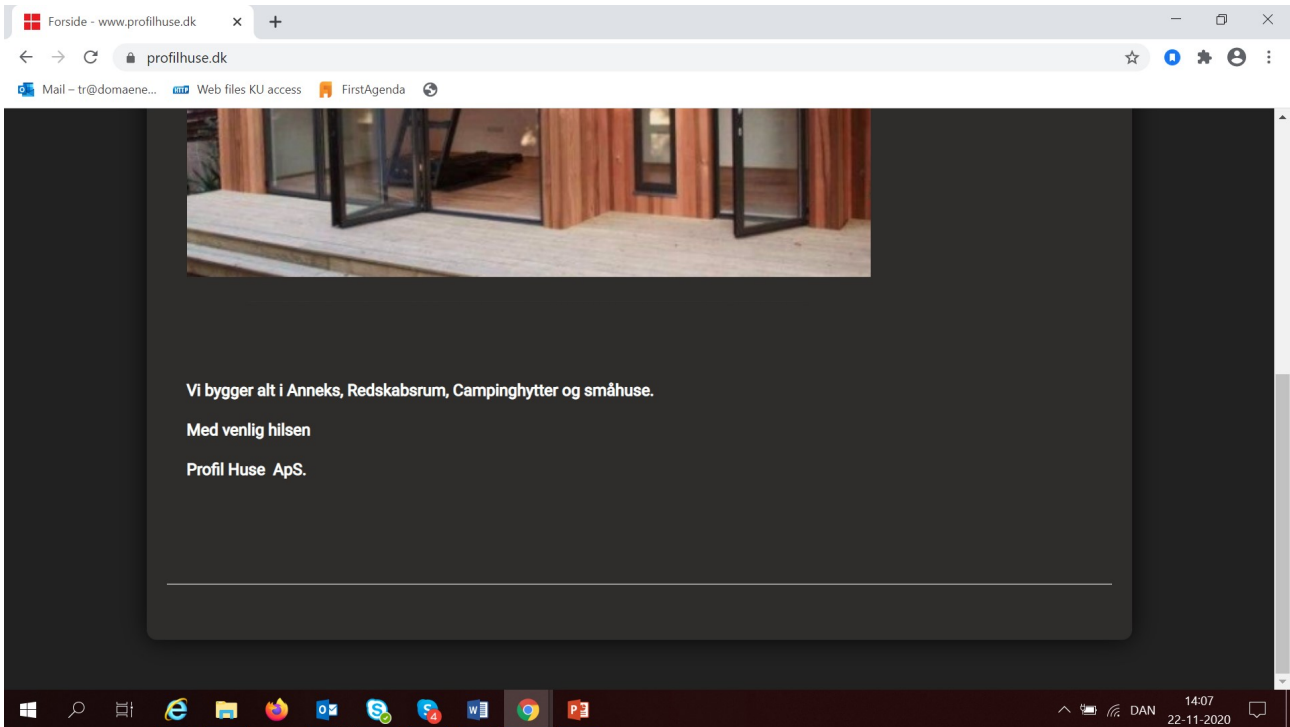 Forside - www.profilhuse.dk
profilhuse.dk
Mail – tr@domaene...
Web files KU access
FirstAgenda
Vi bygger alt i Anneks, Redskabsrum, Campinghytter og småhuse.
Med venlig hilsen
Profil Huse ApS.
DAN
14:07
22-11-2020